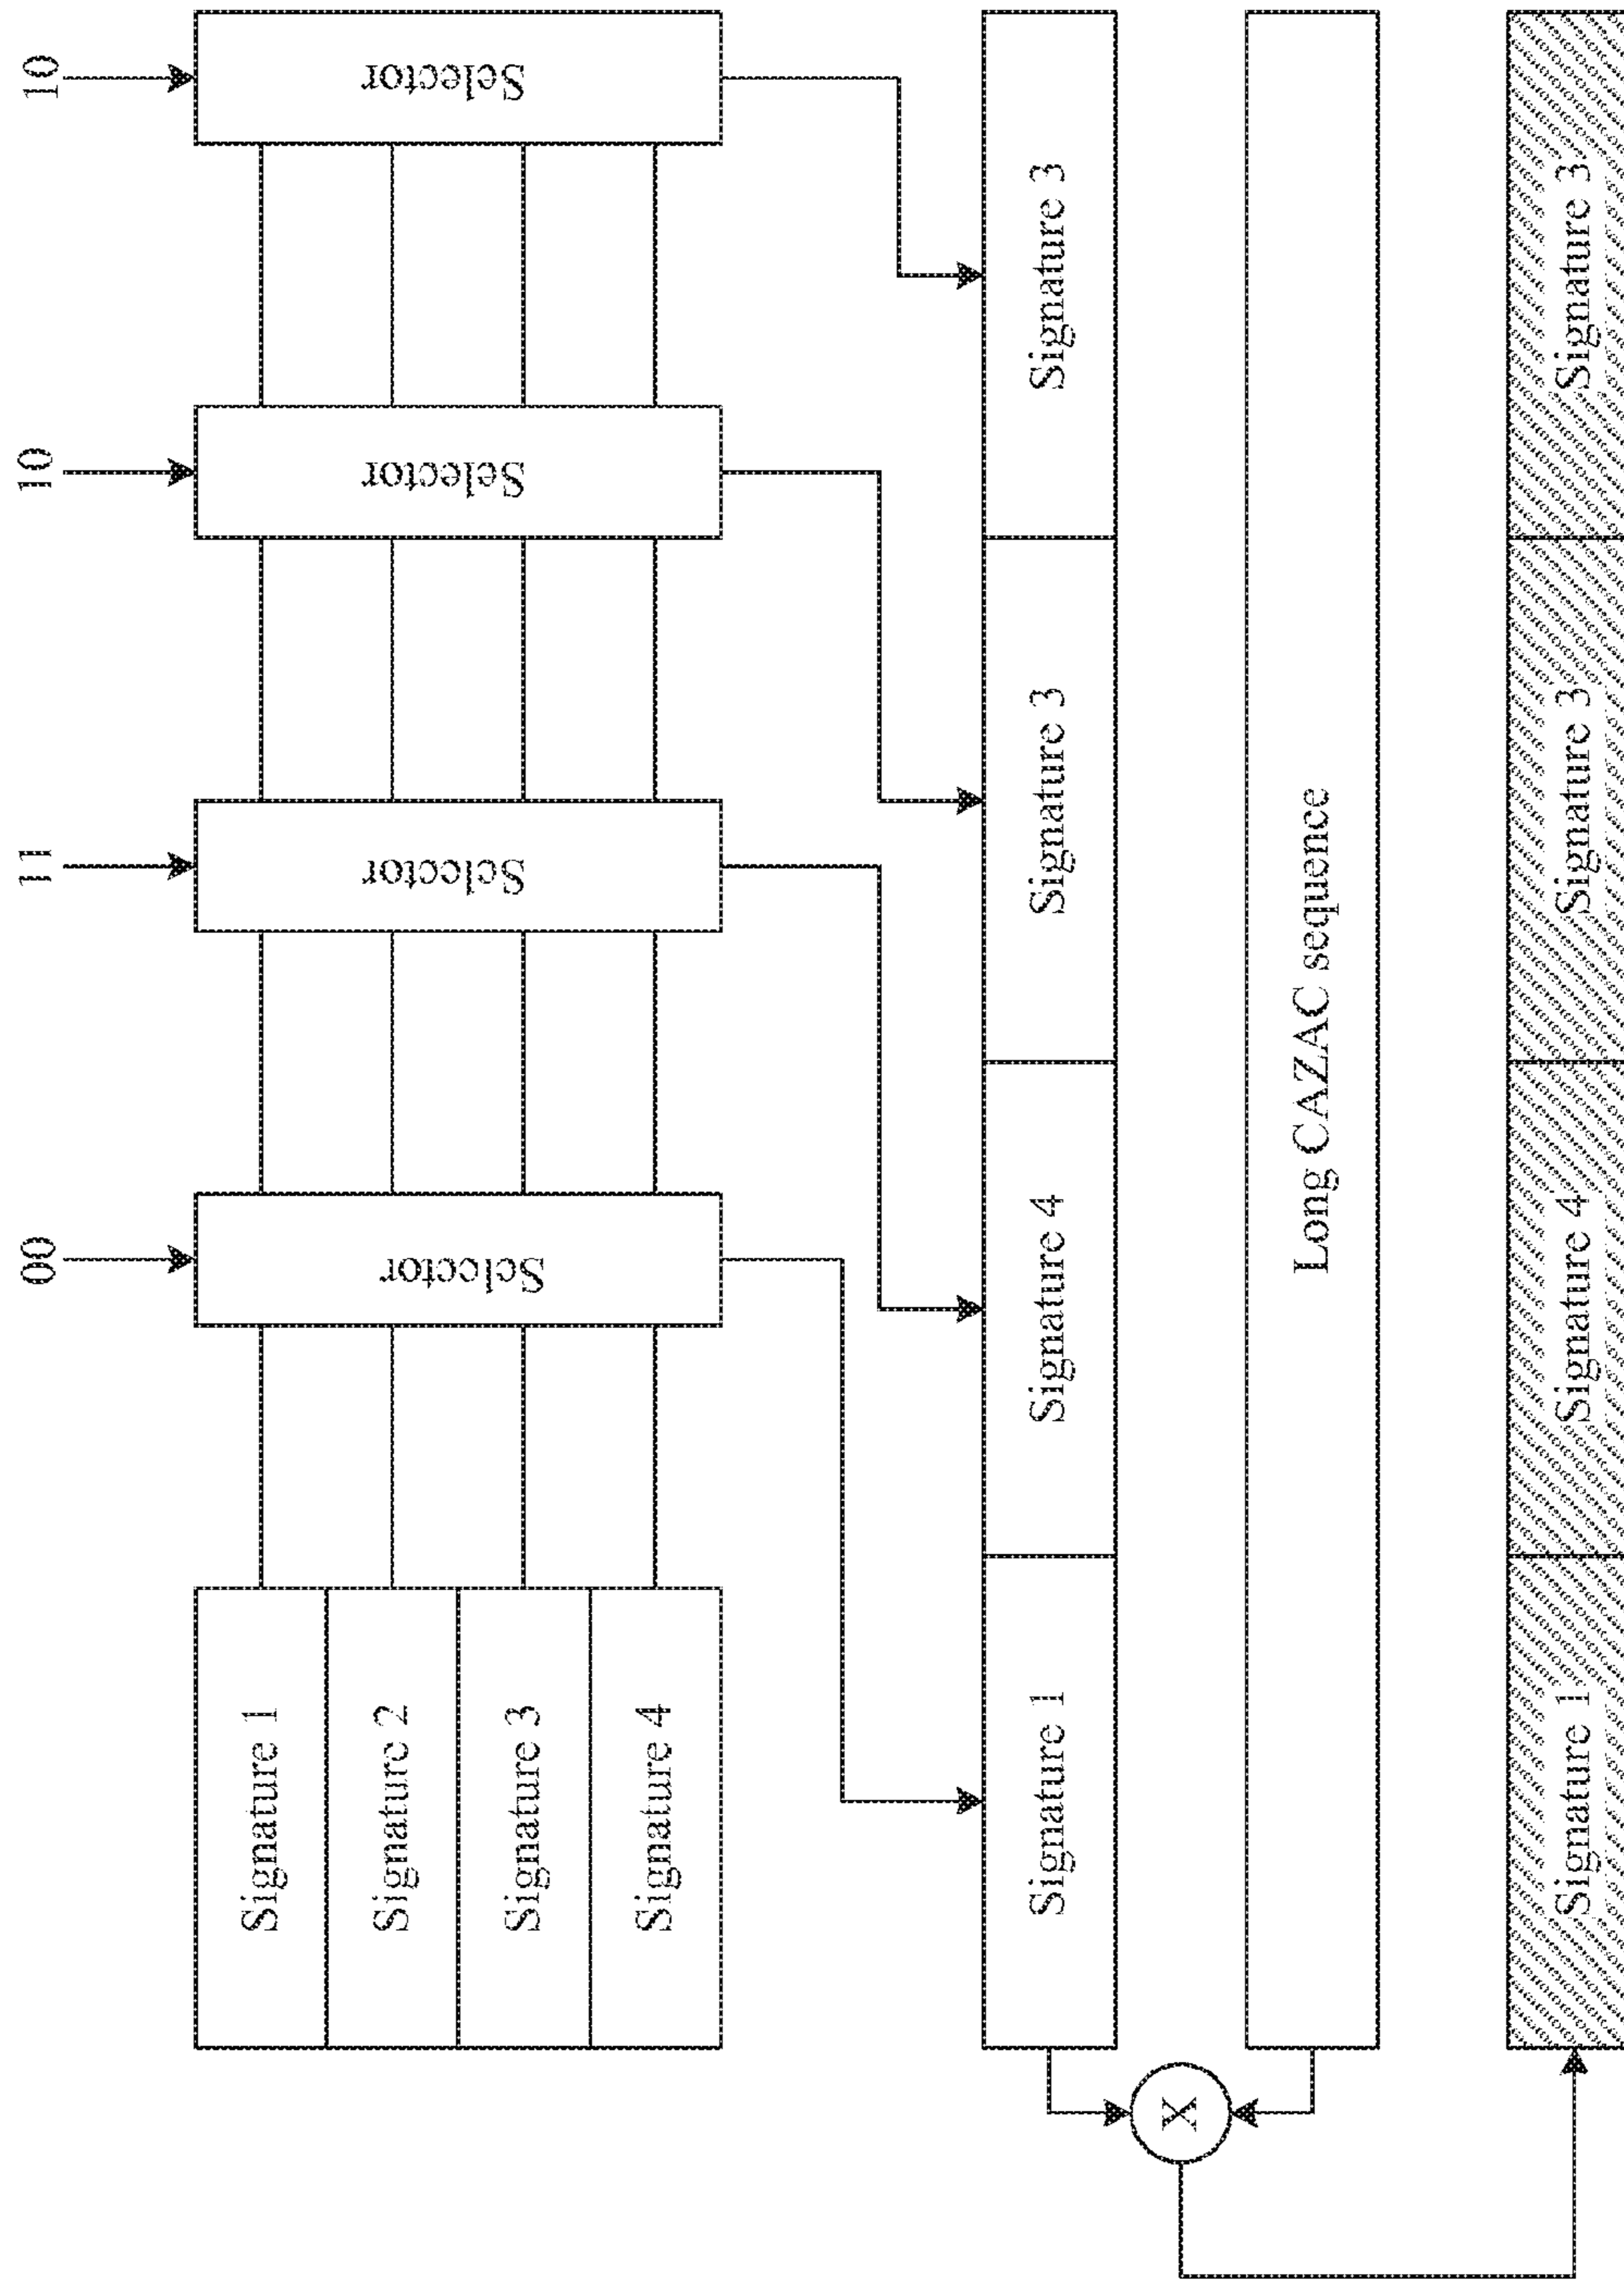 00
11
10
10
Signature 1
Signature 2
Signature 3
Signature 4
Selector
Selector
Selector
Selector
Signature 1
Signature 4
Signature 3
Signature 3
X
Long CAZAC sequence
Signature 1
Signature 4
Signature 3
Signature 3